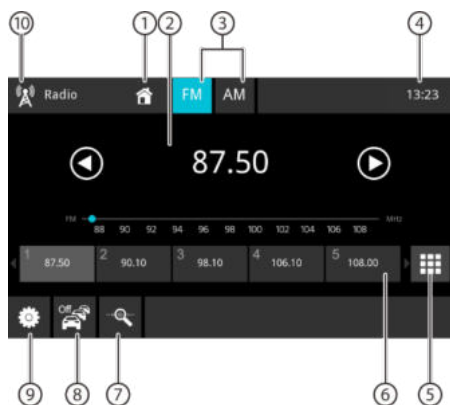 ⑩ ① ② ③ ④
Radio FM AM 13:23
87.50
FM MHz
88 90 92 94 96 98 100 102 104 106 108
1 87.50 2 90.10 3 98.10 4 106.10 5 108.00
Off
⑨ ⑧ ⑦ ⑥ ⑤